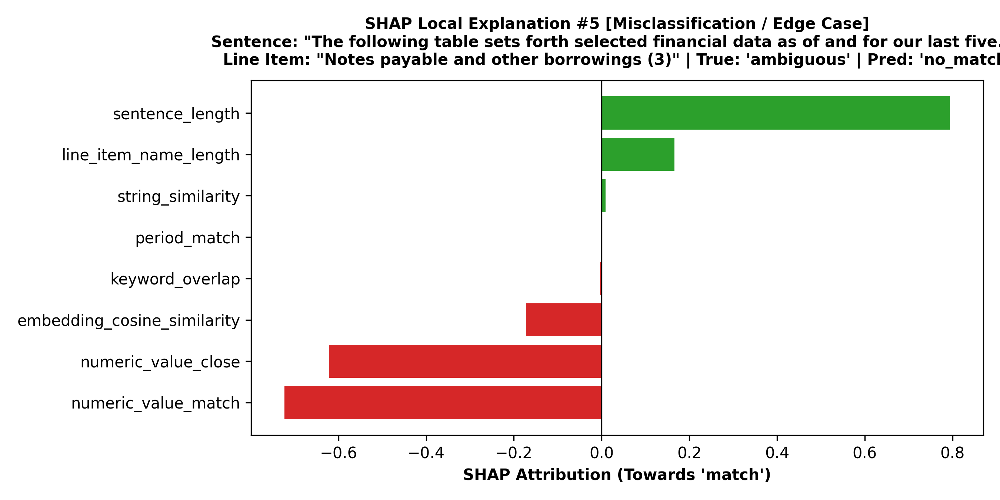 SHAP Local Explanation #5 [Misclassification / Edge Case]
Sentence: "The following table sets forth selected financial data as of and for our last five.
Line Item: "Notes payable and other borrowings (3)" | True: 'ambiguous' | Pred: 'no_match
sentence_length
line_item_name_length
string_similarity
period_match
keyword_overlap
embedding_cosine_similarity
numeric_value_close
numeric_value_match
−0.6 −0.4 −0.2 0.0 0.2 0.4 0.6 0.8
SHAP Attribution (Towards 'match')